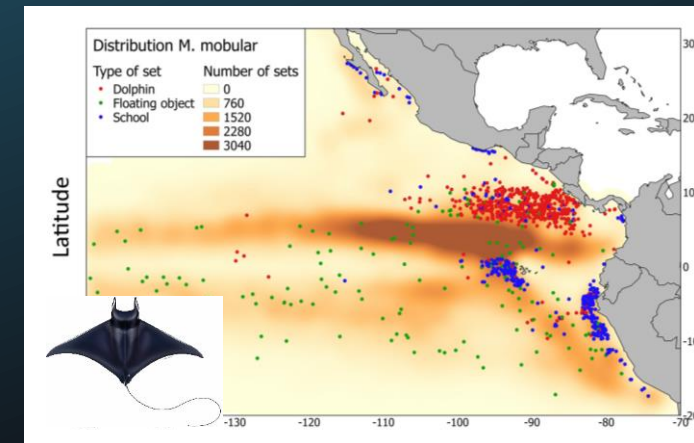 Distribution M. mobular
Type of set Number of sets
Dolphin 0
Floating object 760
School 1520
2280
3040
Latitude
30
20
10
0
-10
-20
-130 -120 -110 -100 -90 -80 -70